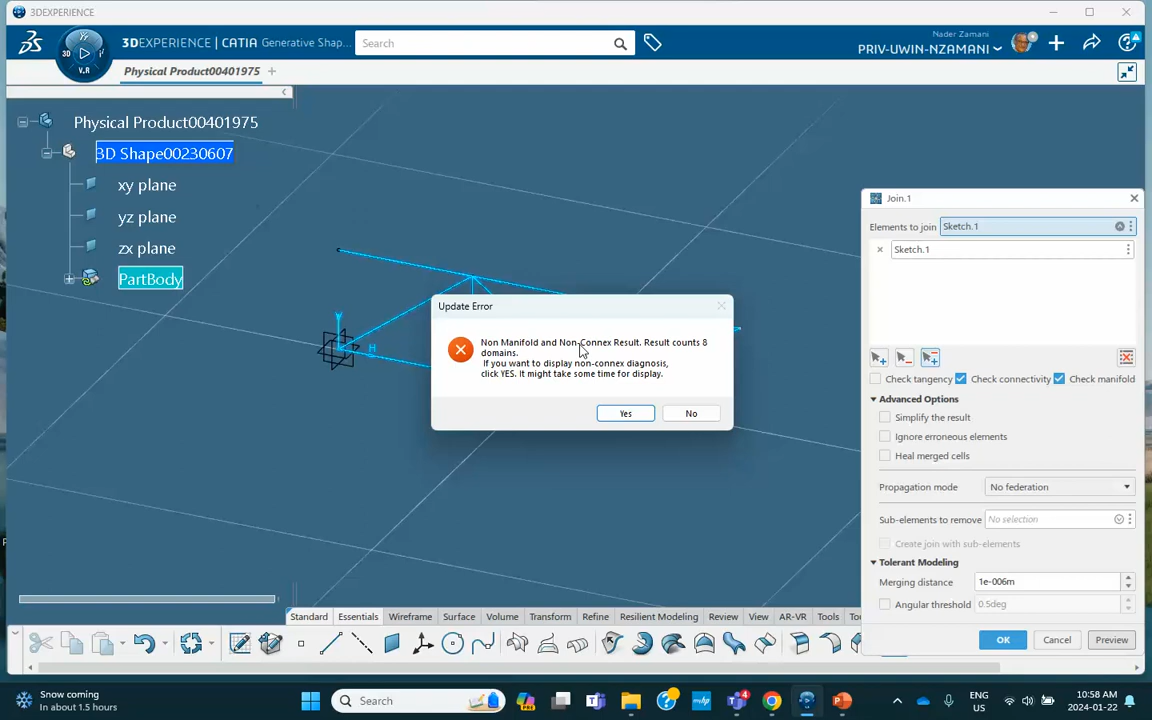 3DEXPERIENCE
3DEXPERIENCE | CATIA Generative Shap...
Search
Nader Zamani
PRIV-UWIN-NZAMANI
3D
V.R
Physical Product00401975
Physical Product00401975
3D Shape00230607
xy plane
yz plane
zx plane
PartBody
Y
H
Update Error
Non Manifold and Non-Connex Result. Result counts 8
domains.
If you want to display non-connex diagnosis,
click YES. It might take some time for display.
Yes
No
Join.1
Elements to join
Sketch.1
Sketch.1
Check tangency
Check connectivity
Check manifold
Advanced Options
Simplify the result
Ignore erroneous elements
Heal merged cells
Propagation mode
No federation
Sub-elements to remove
No selection
Create join with sub-elements
Tolerant Modeling
Merging distance
1e-006m
Angular threshold
0.5deg
OK
Cancel
Preview
Standard
Essentials
Wireframe
Surface
Volume
Transform
Refine
Resilient Modeling
Review
View
AR-VR
Tools
Snow coming
In about 1.5 hours
Search
ENG
US
10:58 AM
2024-01-22